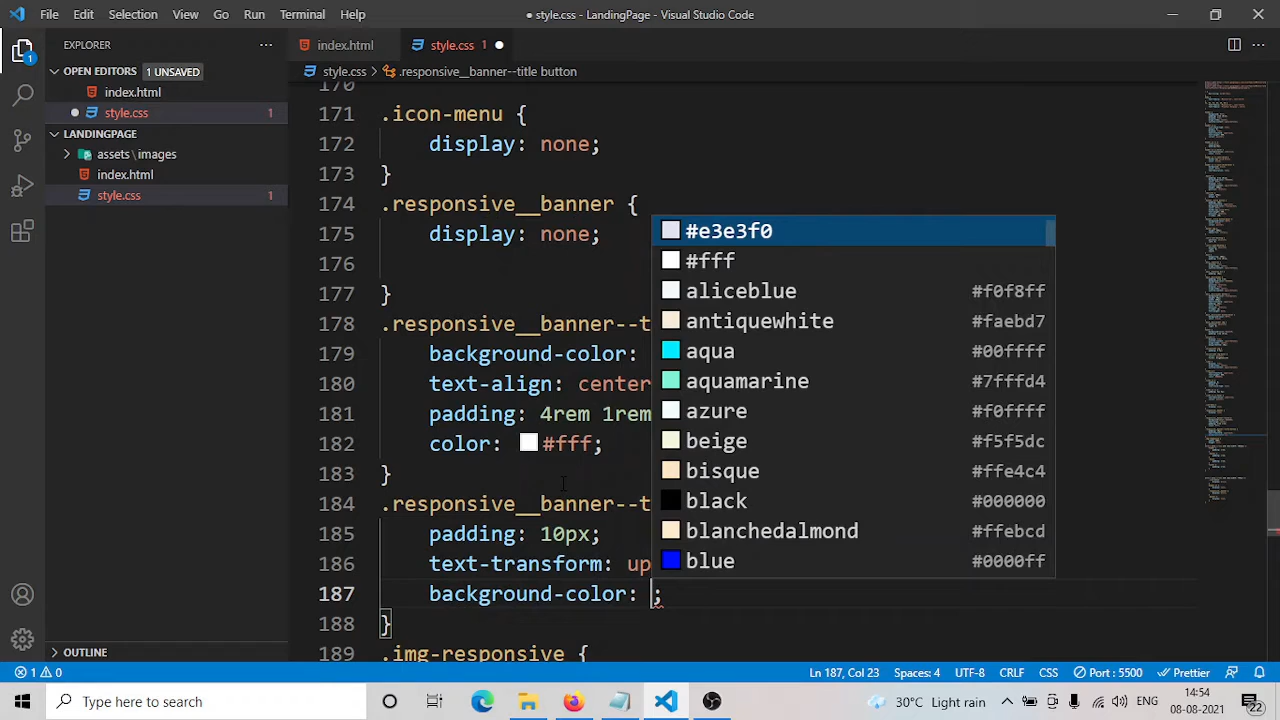 File Edit Selection View Go Run Terminal Help
style.css - LandingPage - Visual Studio Code
EXPLORER
index.html
style.css 1
OPEN EDITORS 1 UNSAVED
style.css > .responsive__banner--title button
index.html
style.css 1
LANDINGPAGE
assets\images
index.html
style.css 1
170
171 .icon-menu {
172 display: none;
173 }
174 .responsive__banner {
175 display: none;
176
177 }
178 .responsive__banner--t
179 background-color:
180 text-align: center
181 padding: 4rem 1rem
182 color: #fff;
183 }
184 .responsive__banner--t
185 padding: 10px;
186 text-transform: up
187 background-color: ;
188 }
189 .img-responsive {
#e3e3f0
#fff
aliceblue #f0f8ff
antiquewhite #faebd7
aqua #00ffff
aquamarine #7fffd4
azure #f0ffff
beige #f5f5dc
bisque #ffe4c4
black #000000
blanchedalmond #ffebcd
blue #0000ff
OUTLINE
1 0
Ln 187, Col 23 Spaces: 4 UTF-8 CRLF CSS Port : 5500 Prettier
Type here to search
30°C Light rain
ENG
14:54
08-08-2021
22